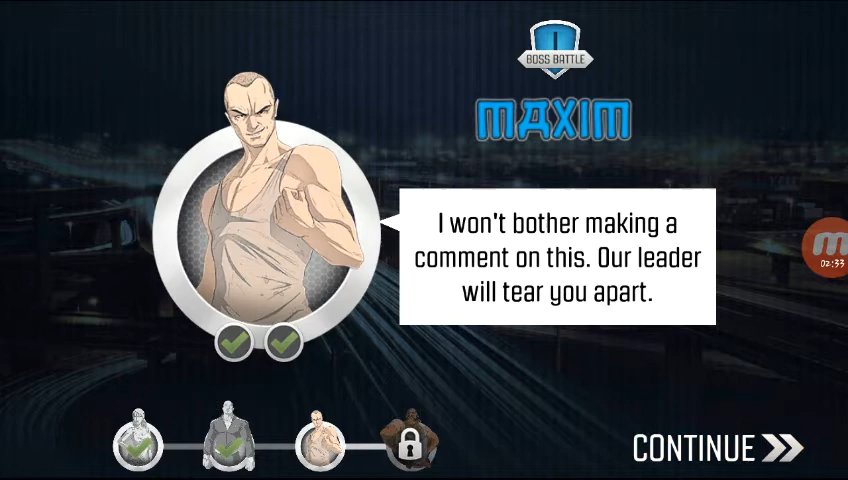 I
BOSS BATTLE
MAXIM
I won't bother making a
comment on this. Our leader
will tear you apart.
02:33
CONTINUE